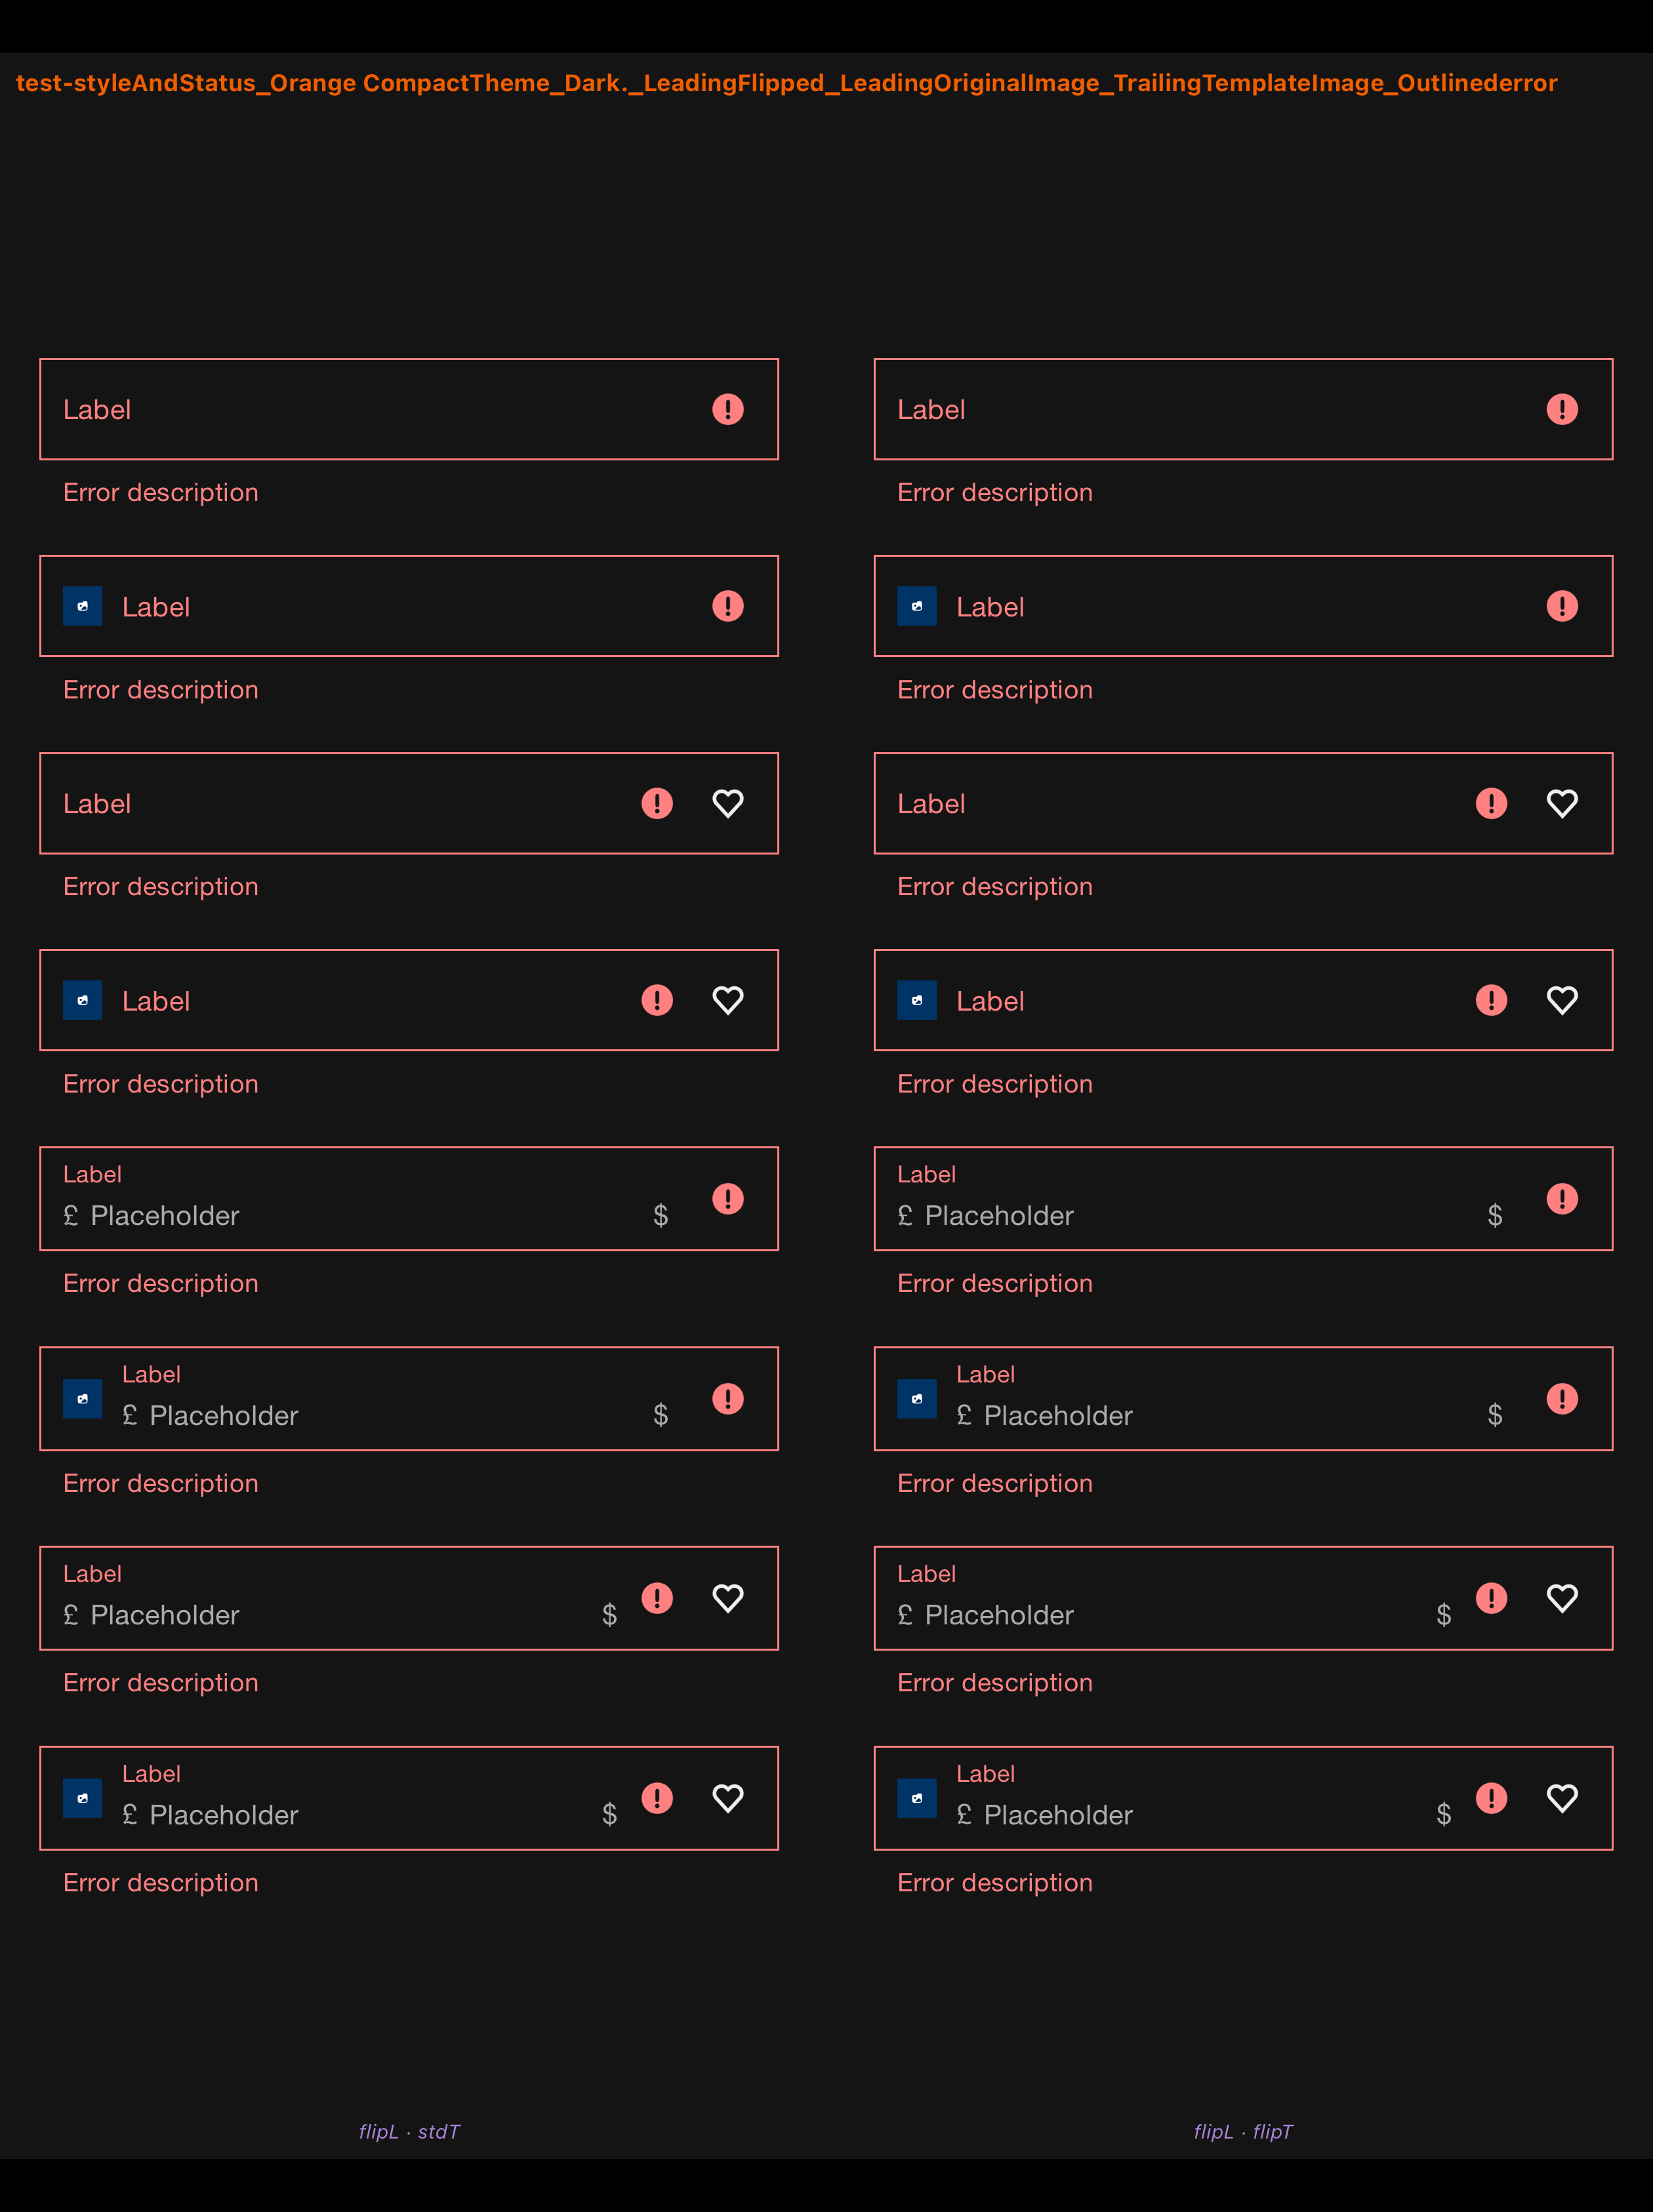 test-styleAndStatus_Orange CompactTheme_Dark._LeadingFlipped_LeadingOriginalImage_TrailingTemplateImage_Outlinederror
Label
Error description
Label
Error description
Label
Error description
Label
Error description
Label
£ Placeholder $
Error description
Label
£ Placeholder $
Error description
Label
£ Placeholder $
Error description
Label
£ Placeholder $
Error description
flipL · stdT
Label
Error description
Label
Error description
Label
Error description
Label
Error description
Label
£ Placeholder $
Error description
Label
£ Placeholder $
Error description
Label
£ Placeholder $
Error description
Label
£ Placeholder $
Error description
flipL · flipT